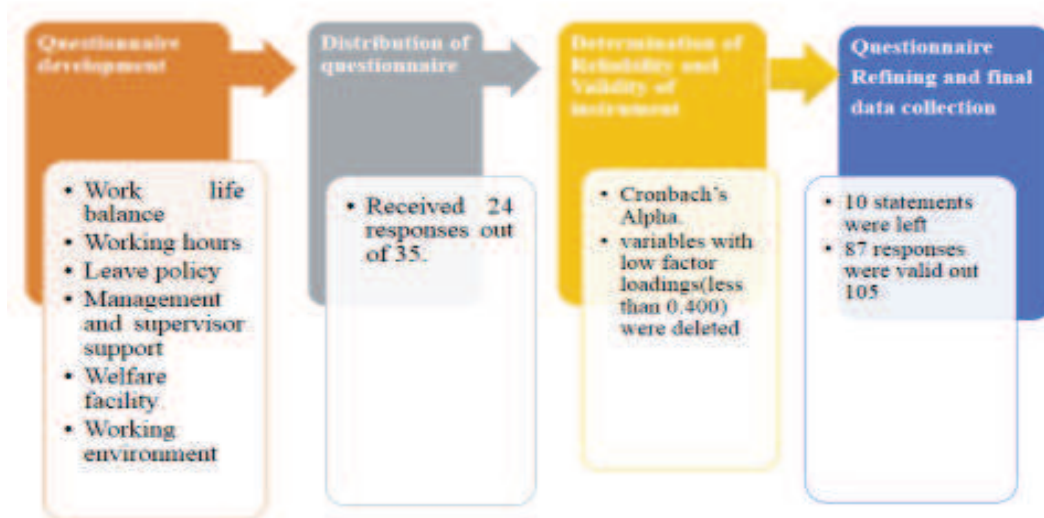 Questionnaire
development
• Work life
balance
• Working hours
• Leave policy
• Management
and supervisor
support
• Welfare
facility
• Working
environment
Distribution of
questionnaire
• Received 24
responses out
of 35.
Determination of
Reliability and
Validity of
instrument
• Cronbach's
Alpha.
• variables with
low factor
loadings(less
than 0.400)
were deleted
Questionnaire
Refining and final
data collection
• 10 statements
were left
• 87 responses
were valid out
105